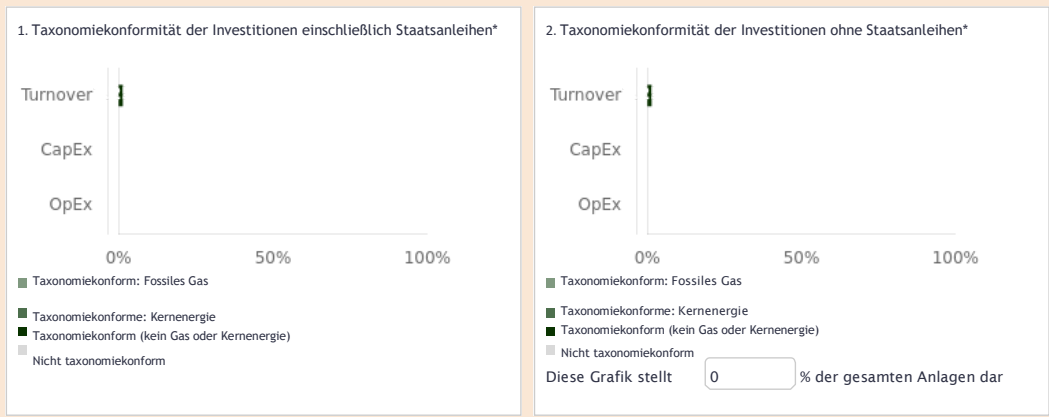 1. Taxonomiekonformität der Investitionen einschließlich Staatsanleihen*
Turnover
CapEx
OpEx
0% 50% 100%
Taxonomiekonform: Fossiles Gas
Taxonomiekonforme: Kernenergie
Taxonomiekonform (kein Gas oder Kernenergie)
Nicht taxonomiekonform
2. Taxonomiekonformität der Investitionen ohne Staatsanleihen*
Turnover
CapEx
OpEx
0% 50% 100%
Taxonomiekonform: Fossiles Gas
Taxonomiekonforme: Kernenergie
Taxonomiekonform (kein Gas oder Kernenergie)
Nicht taxonomiekonform
Diese Grafik stellt 0 % der gesamten Anlagen dar